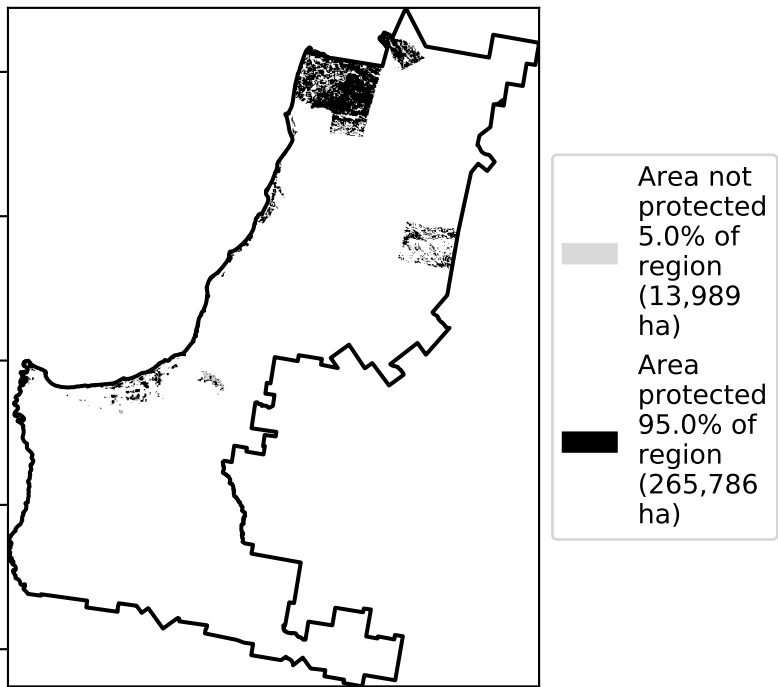 Area not
protected
5.0% of
region
(13,989
ha)
Area
protected
95.0% of
region
(265,786
ha)